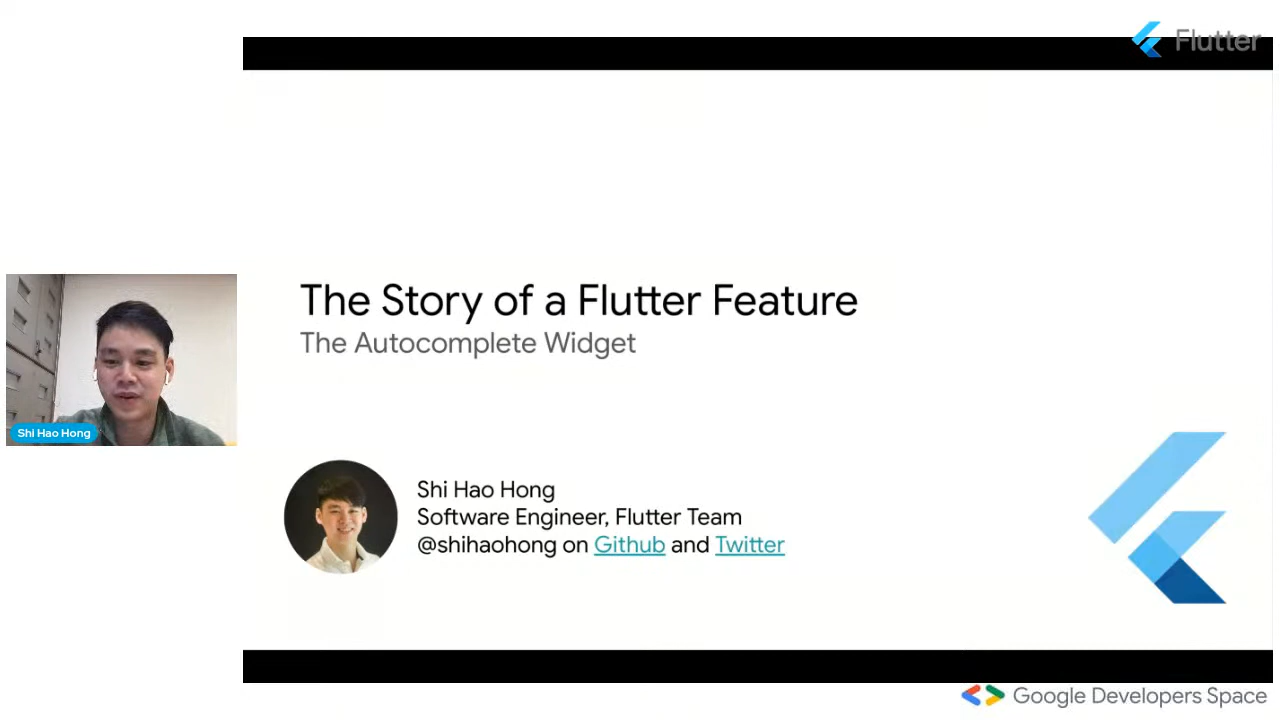 Flutter
The Story of a Flutter Feature
The Autocomplete Widget
Shi Hao Hong
Shi Hao Hong
Software Engineer, Flutter Team
@shihaohong on Github and Twitter
Google Developers Space